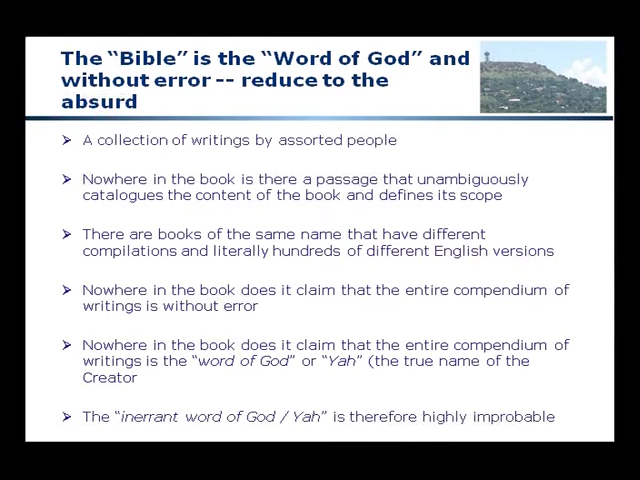 The “Bible” is the “Word of God” and
without error -- reduce to the
absurd
➢ A collection of writings by assorted people
➢ Nowhere in the book is there a passage that unambiguously
catalogues the content of the book and defines its scope
➢ There are books of the same name that have different
compilations and literally hundreds of different English versions
➢ Nowhere in the book does it claim that the entire compendium of
writings is without error
➢ Nowhere in the book does it claim that the entire compendium of
writings is the “word of God” or “Yah” (the true name of the
Creator
➢ The “inerrant word of God / Yah” is therefore highly improbable